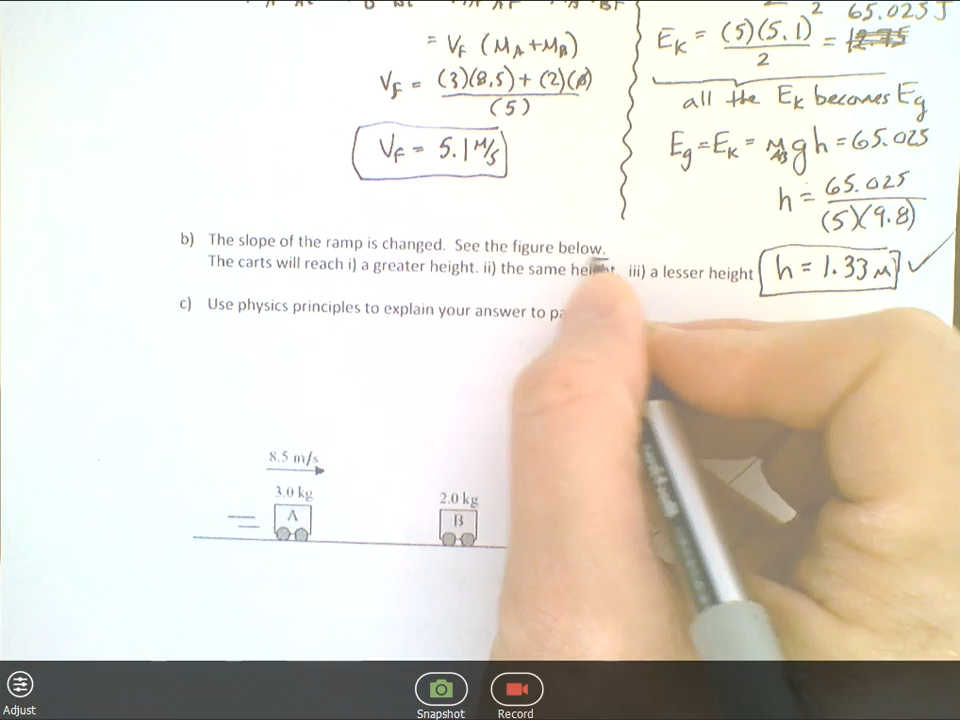 = VF (MA+MB)
VF = (3)(8.5) + (2)(0)
(5)
VF = 5.1 M/S
65.025 J
EK = (5)(5.1)² =
2
all the EK becomes Eg
Eg = EK = mgh = 65.025
h = 65.025
(5)(9.8)
h = 1.33 M
b) The slope of the ramp is changed. See the figure below.
The carts will reach i) a greater height. ii) the same height. iii) a lesser height
c) Use physics principles to explain your answer to
8.5 m/s
3.0 kg
A
2.0 kg
B
Adjust
Snapshot
Record